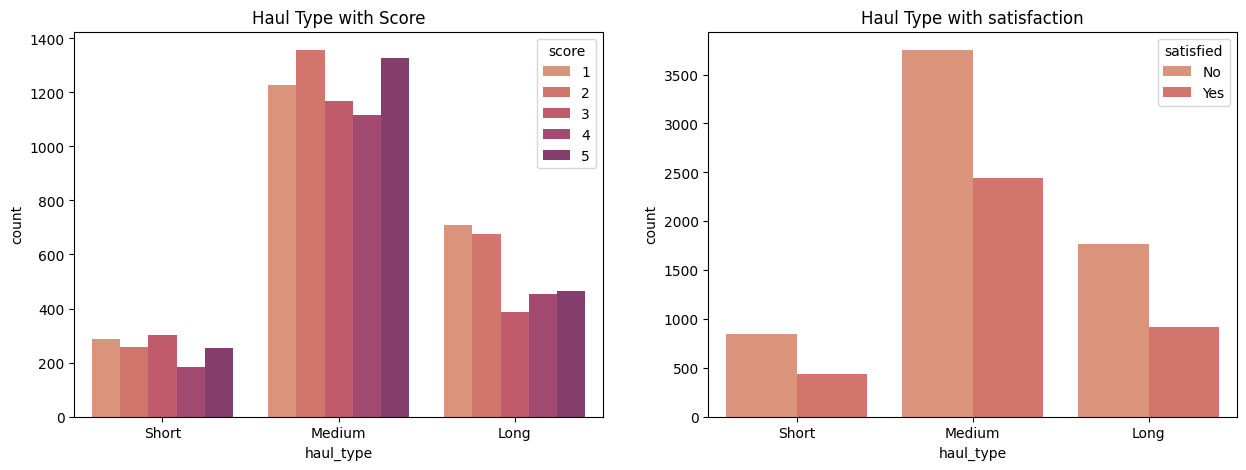 Haul Type with Score
1400
1200
1000
800
600
400
200
0
count
Short
Medium
Long
haul_type
score
1
2
3
4
5
Haul Type with satisfaction
3500
3000
2500
2000
1500
1000
500
0
count
Short
Medium
Long
haul_type
satisfied
No
Yes